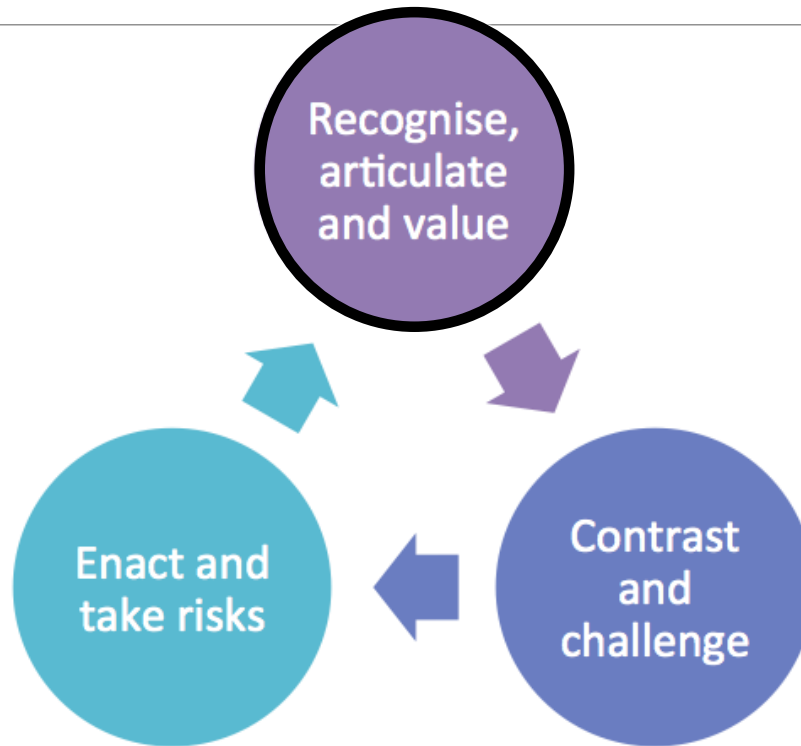 Recognise,
articulate
and value
Contrast
and
challenge
Enact and
take risks